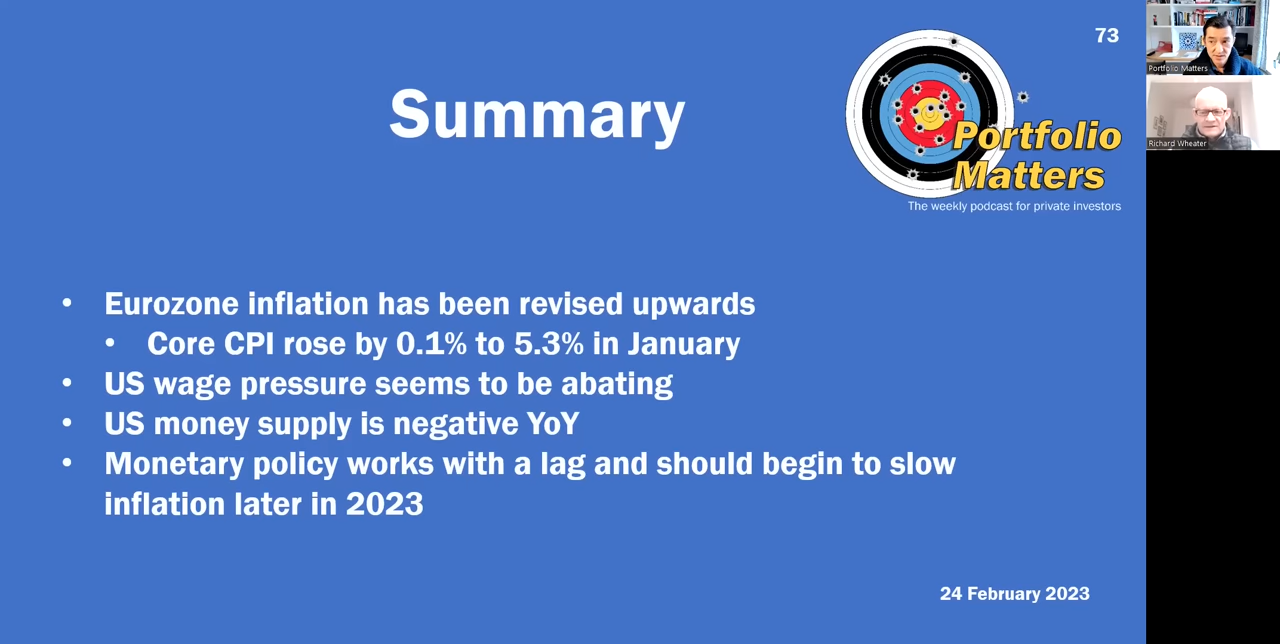 73
Summary
Portfolio
Matters
The weekly podcast for private investors
• Eurozone inflation has been revised upwards
• Core CPI rose by 0.1% to 5.3% in January
• US wage pressure seems to be abating
• US money supply is negative YoY
• Monetary policy works with a lag and should begin to slow
inflation later in 2023
24 February 2023
Portfolio Matters
Richard Wheater